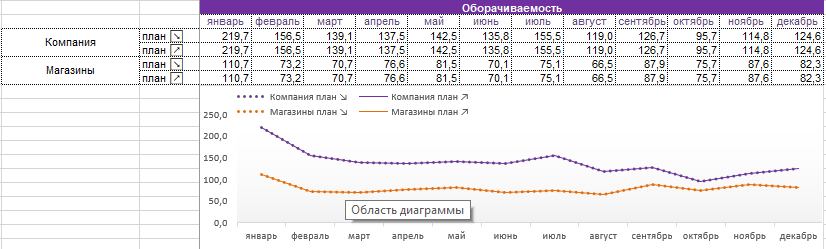 Оборачиваемость
январь февраль март апрель май июнь июль август сентябрь октябрь ноябрь декабрь
Компания план ↘ 219,7 156,5 139,1 137,5 142,5 135,8 155,5 119,0 126,7 95,7 114,8 124,6
план ↗ 219,7 156,5 139,1 137,5 142,5 135,8 155,5 119,0 126,7 95,7 114,8 124,6
Магазины план ↘ 110,7 73,2 70,7 76,6 81,5 70,1 75,1 66,5 87,9 75,7 87,6 82,3
план ↗ 110,7 73,2 70,7 76,6 81,5 70,1 75,1 66,5 87,9 75,7 87,6 82,3
Компания план ↘ Компания план ↗
Магазины план ↘ Магазины план ↗
250,0
200,0
150,0
100,0
50,0
0,0
Область диаграммы
январь февраль март апрель май июнь июль август сентябрь октябрь ноябрь декабрь